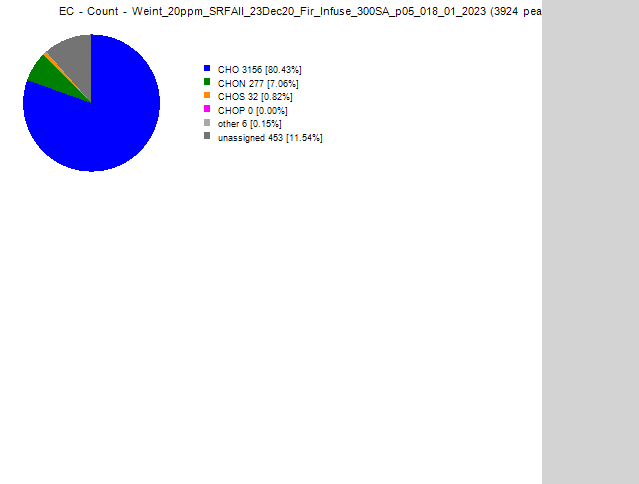 EC - Count - Weint_20ppm_SRFAII_23Dec20_Fir_Infuse_300SA_p05_018_01_2023 (3924 pea
CHO 3156 [80.43%]
CHON 277 [7.06%]
CHOS 32 [0.82%]
CHOP 0 [0.00%]
other 6 [0.15%]
unassigned 453 [11.54%]